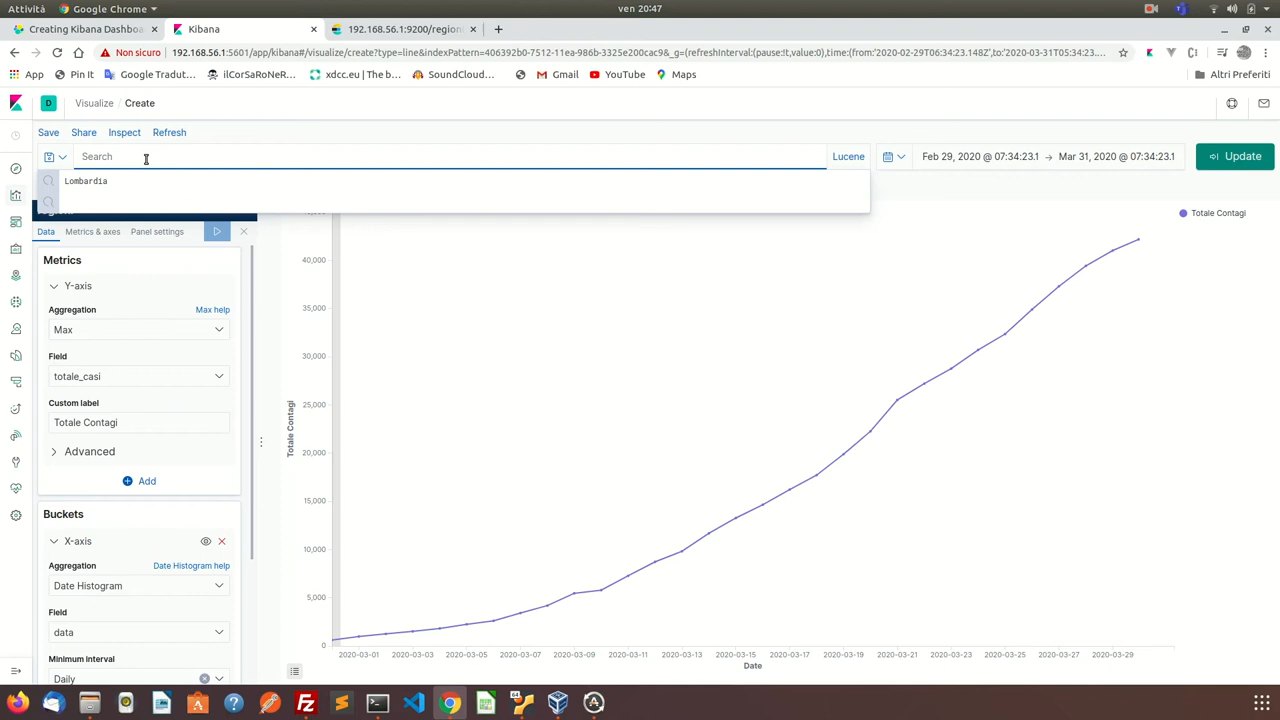 Attività
Google Chrome
ven 20:47
Creating Kibana Dashboa
Kibana
192.168.56.1:9200/region
Non sicuro
192.168.56.1:5601/app/kibana#/visualize/create?type=line&indexPattern=406392b0-7512-11ea-986b-3325e200cac9&_g=(refreshInterval:(pause:!t,value:0),time:(from:'2020-02-29T06:34:23.148Z',to:'2020-03-31T05:34:23....
App
Pin It
Google Tradut...
ilCorSaRoNeR...
xdcc.eu | The b...
SoundCloud...
Gmail
YouTube
Maps
Altri Preferiti
D
Visualize / Create
Save
Share
Inspect
Refresh
Search
Lucene
Feb 29, 2020 @ 07:34:23.1 → Mar 31, 2020 @ 07:34:23.1
Update
Lombardia
Data
Metrics & axes
Panel settings
Totale Contagi
Metrics
Y-axis
Aggregation
Max help
Max
Field
totale_casi
Custom label
Totale Contagi
Advanced
Add
Buckets
X-axis
Aggregation
Date Histogram help
Date Histogram
Field
data
Minimum interval
Daily
40,000
35,000
30,000
25,000
20,000
15,000
10,000
5,000
0
Totale Contagi
2020-03-01
2020-03-03
2020-03-05
2020-03-07
2020-03-09
2020-03-11
2020-03-13
2020-03-15
2020-03-17
2020-03-19
2020-03-21
2020-03-23
2020-03-25
2020-03-27
2020-03-29
Date